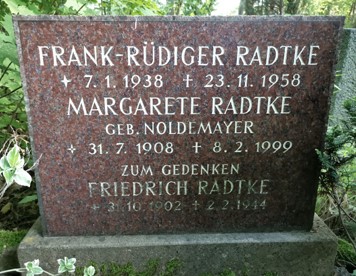 FRANK-RÜDIGER RADTKE
✶ 7.1.1938 ✝ 23.11.1958
MARGARETE RADTKE
GEB. NOLDEMAYER
✶ 31.7.1908 ✝ 8.2.1999
ZUM GEDENKEN
FRIEDRICH RADTKE
✶ 31.10.1902 ✝ 2.2.1944